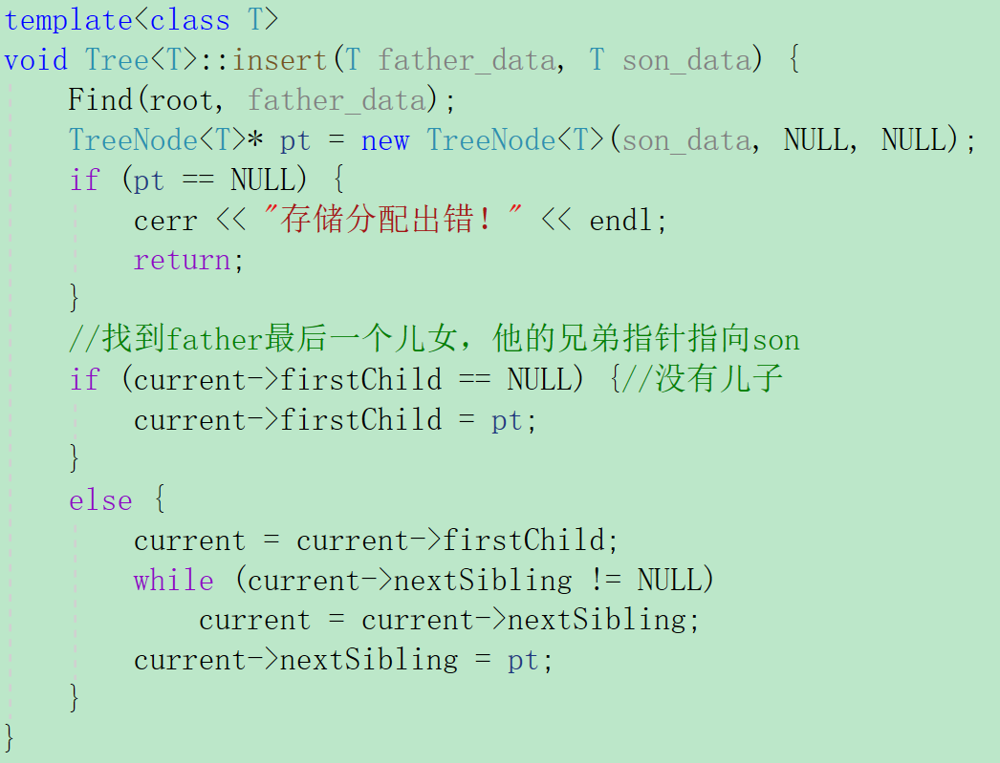 template<class T>
void Tree<T>::insert(T father_data, T son_data) {
    Find(root, father_data);
    TreeNode<T>* pt = new TreeNode<T>(son_data, NULL, NULL);
    if (pt == NULL) {
        cerr << "存储分配出错！" << endl;
        return;
    }
    //找到father最后一个儿女，他的兄弟指针指向son
    if (current->firstChild == NULL) {//没有儿子
        current->firstChild = pt;
    }
    else {
        current = current->firstChild;
        while (current->nextSibling != NULL)
            current = current->nextSibling;
        current->nextSibling = pt;
    }
}